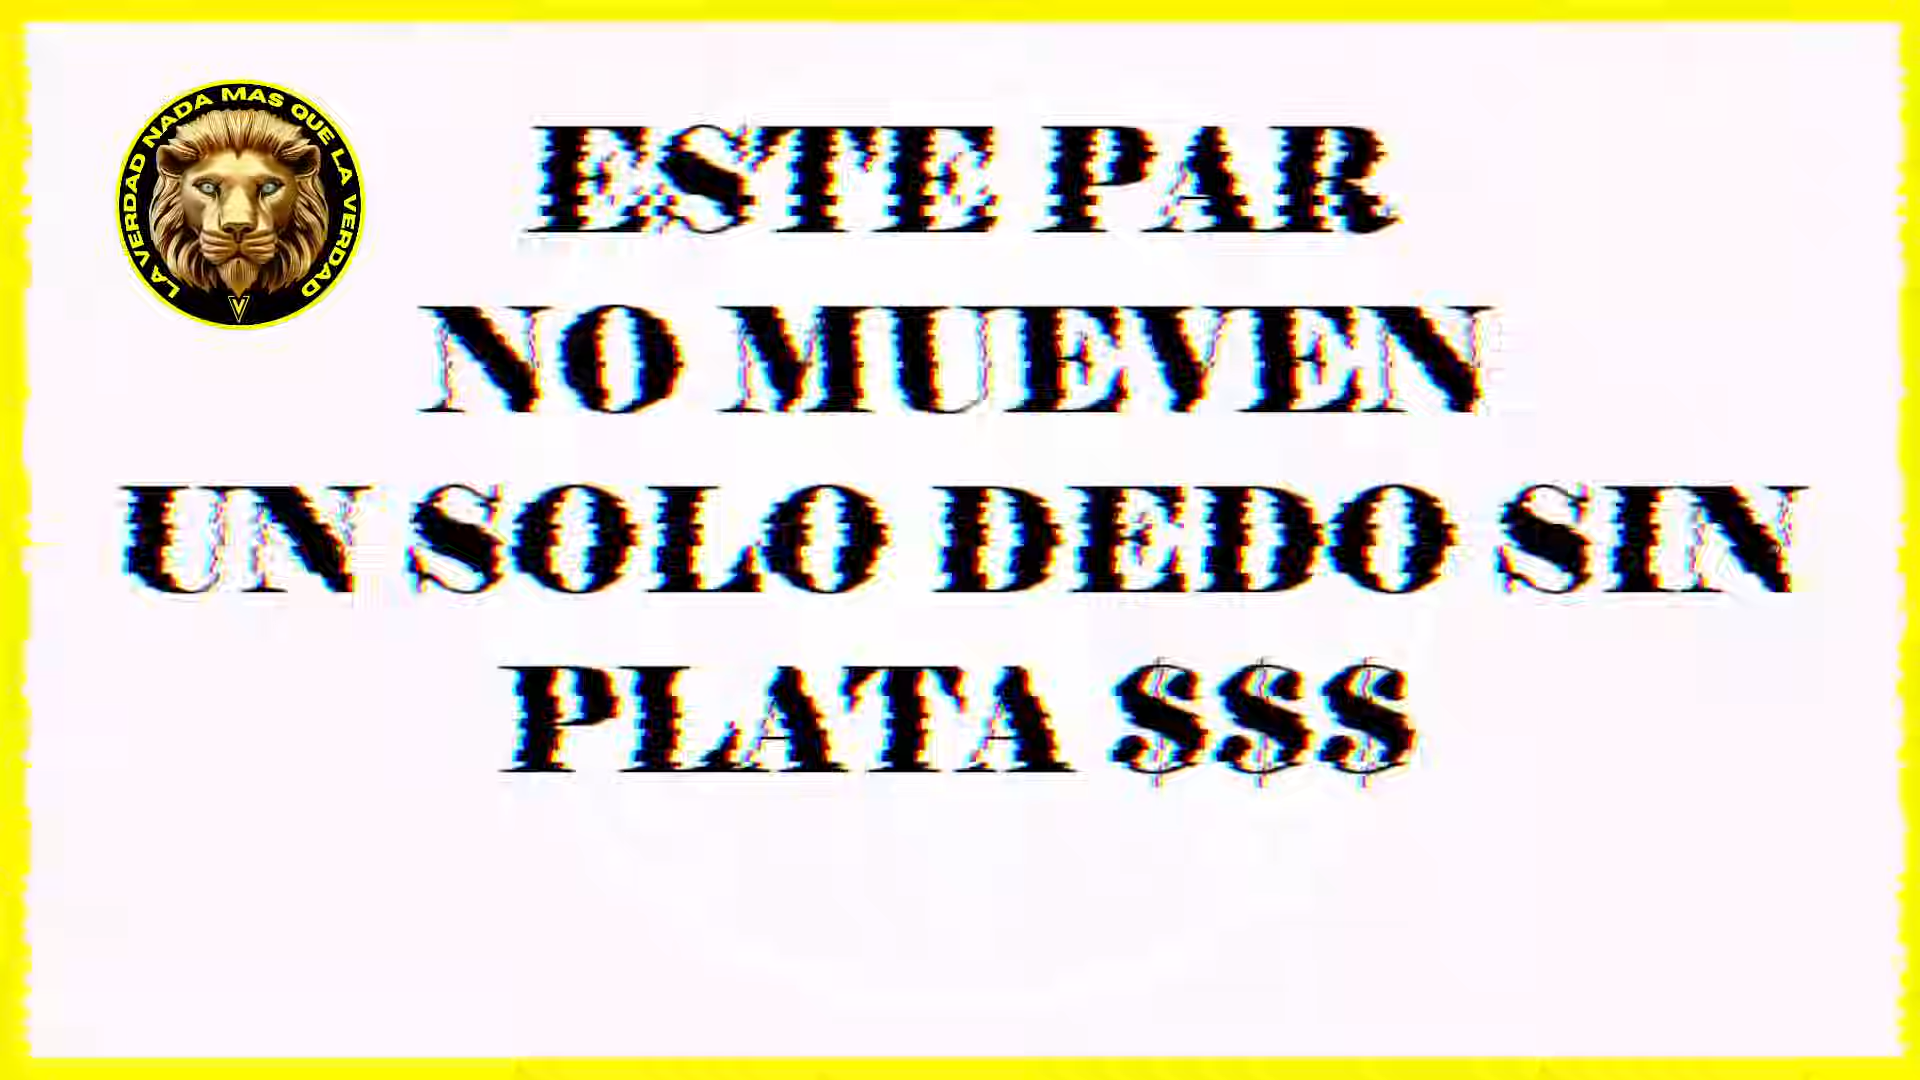 LA VERDAD NADA MAS QUE LA VERDAD
V
ESTE PAR
NO MUEVEN
UN SOLO DEDO SIN
PLATA $$$